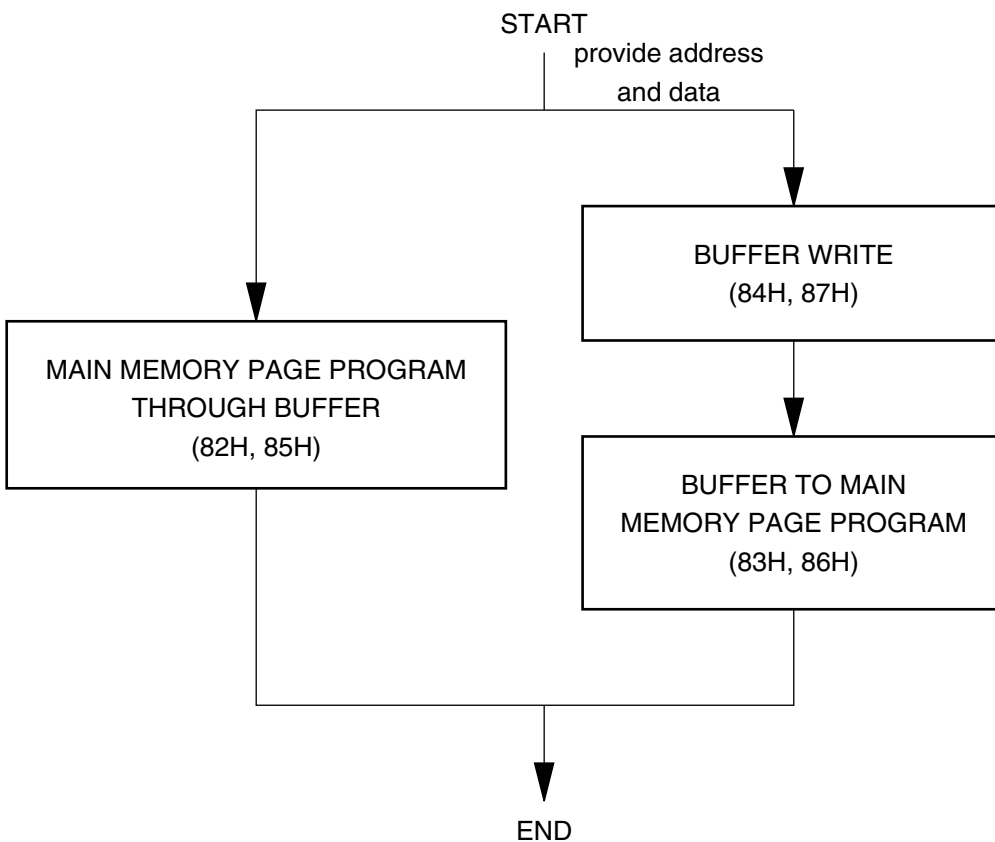 START
provide address
and data
BUFFER WRITE
(84H, 87H)
MAIN MEMORY PAGE PROGRAM
THROUGH BUFFER
(82H, 85H)
BUFFER TO MAIN
MEMORY PAGE PROGRAM
(83H, 86H)
END